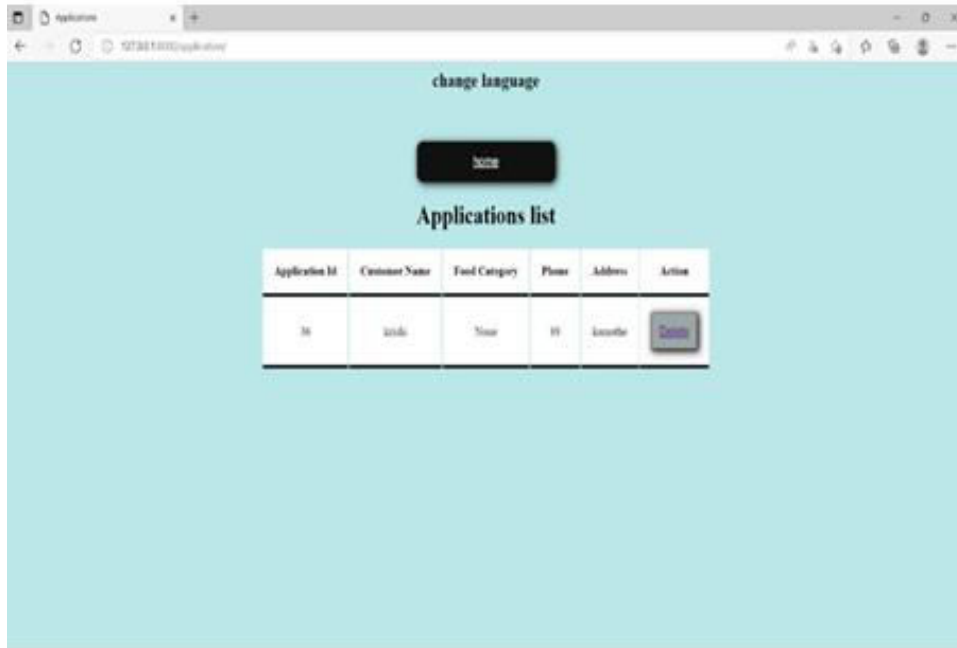 Applications
change language
home
Applications list
Application Id Customer Name Food Category Phone Address Action
None Delete